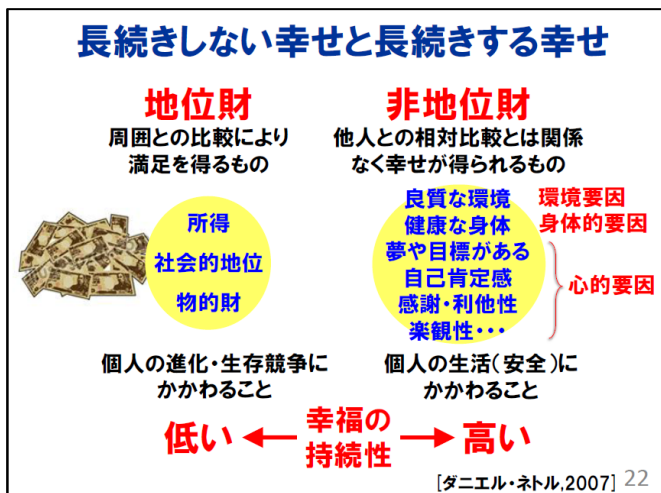 長続きしない幸せと長続きする幸せ
地位財
周囲との比較により
満足を得るもの
所得
社会的地位
物的財
個人の進化・生存競争に
かかわること
非地位財
他人との相対比較とは関係
なく幸せが得られるもの
良質な環境
健康な身体
夢や目標がある
自己肯定感
感謝・利他性
楽観性・・・
環境要因
身体的要因
心的要因
個人の生活(安全)に
かかわること
低い
幸福の
持続性
高い
[ダニエル・ネトル,2007]
22